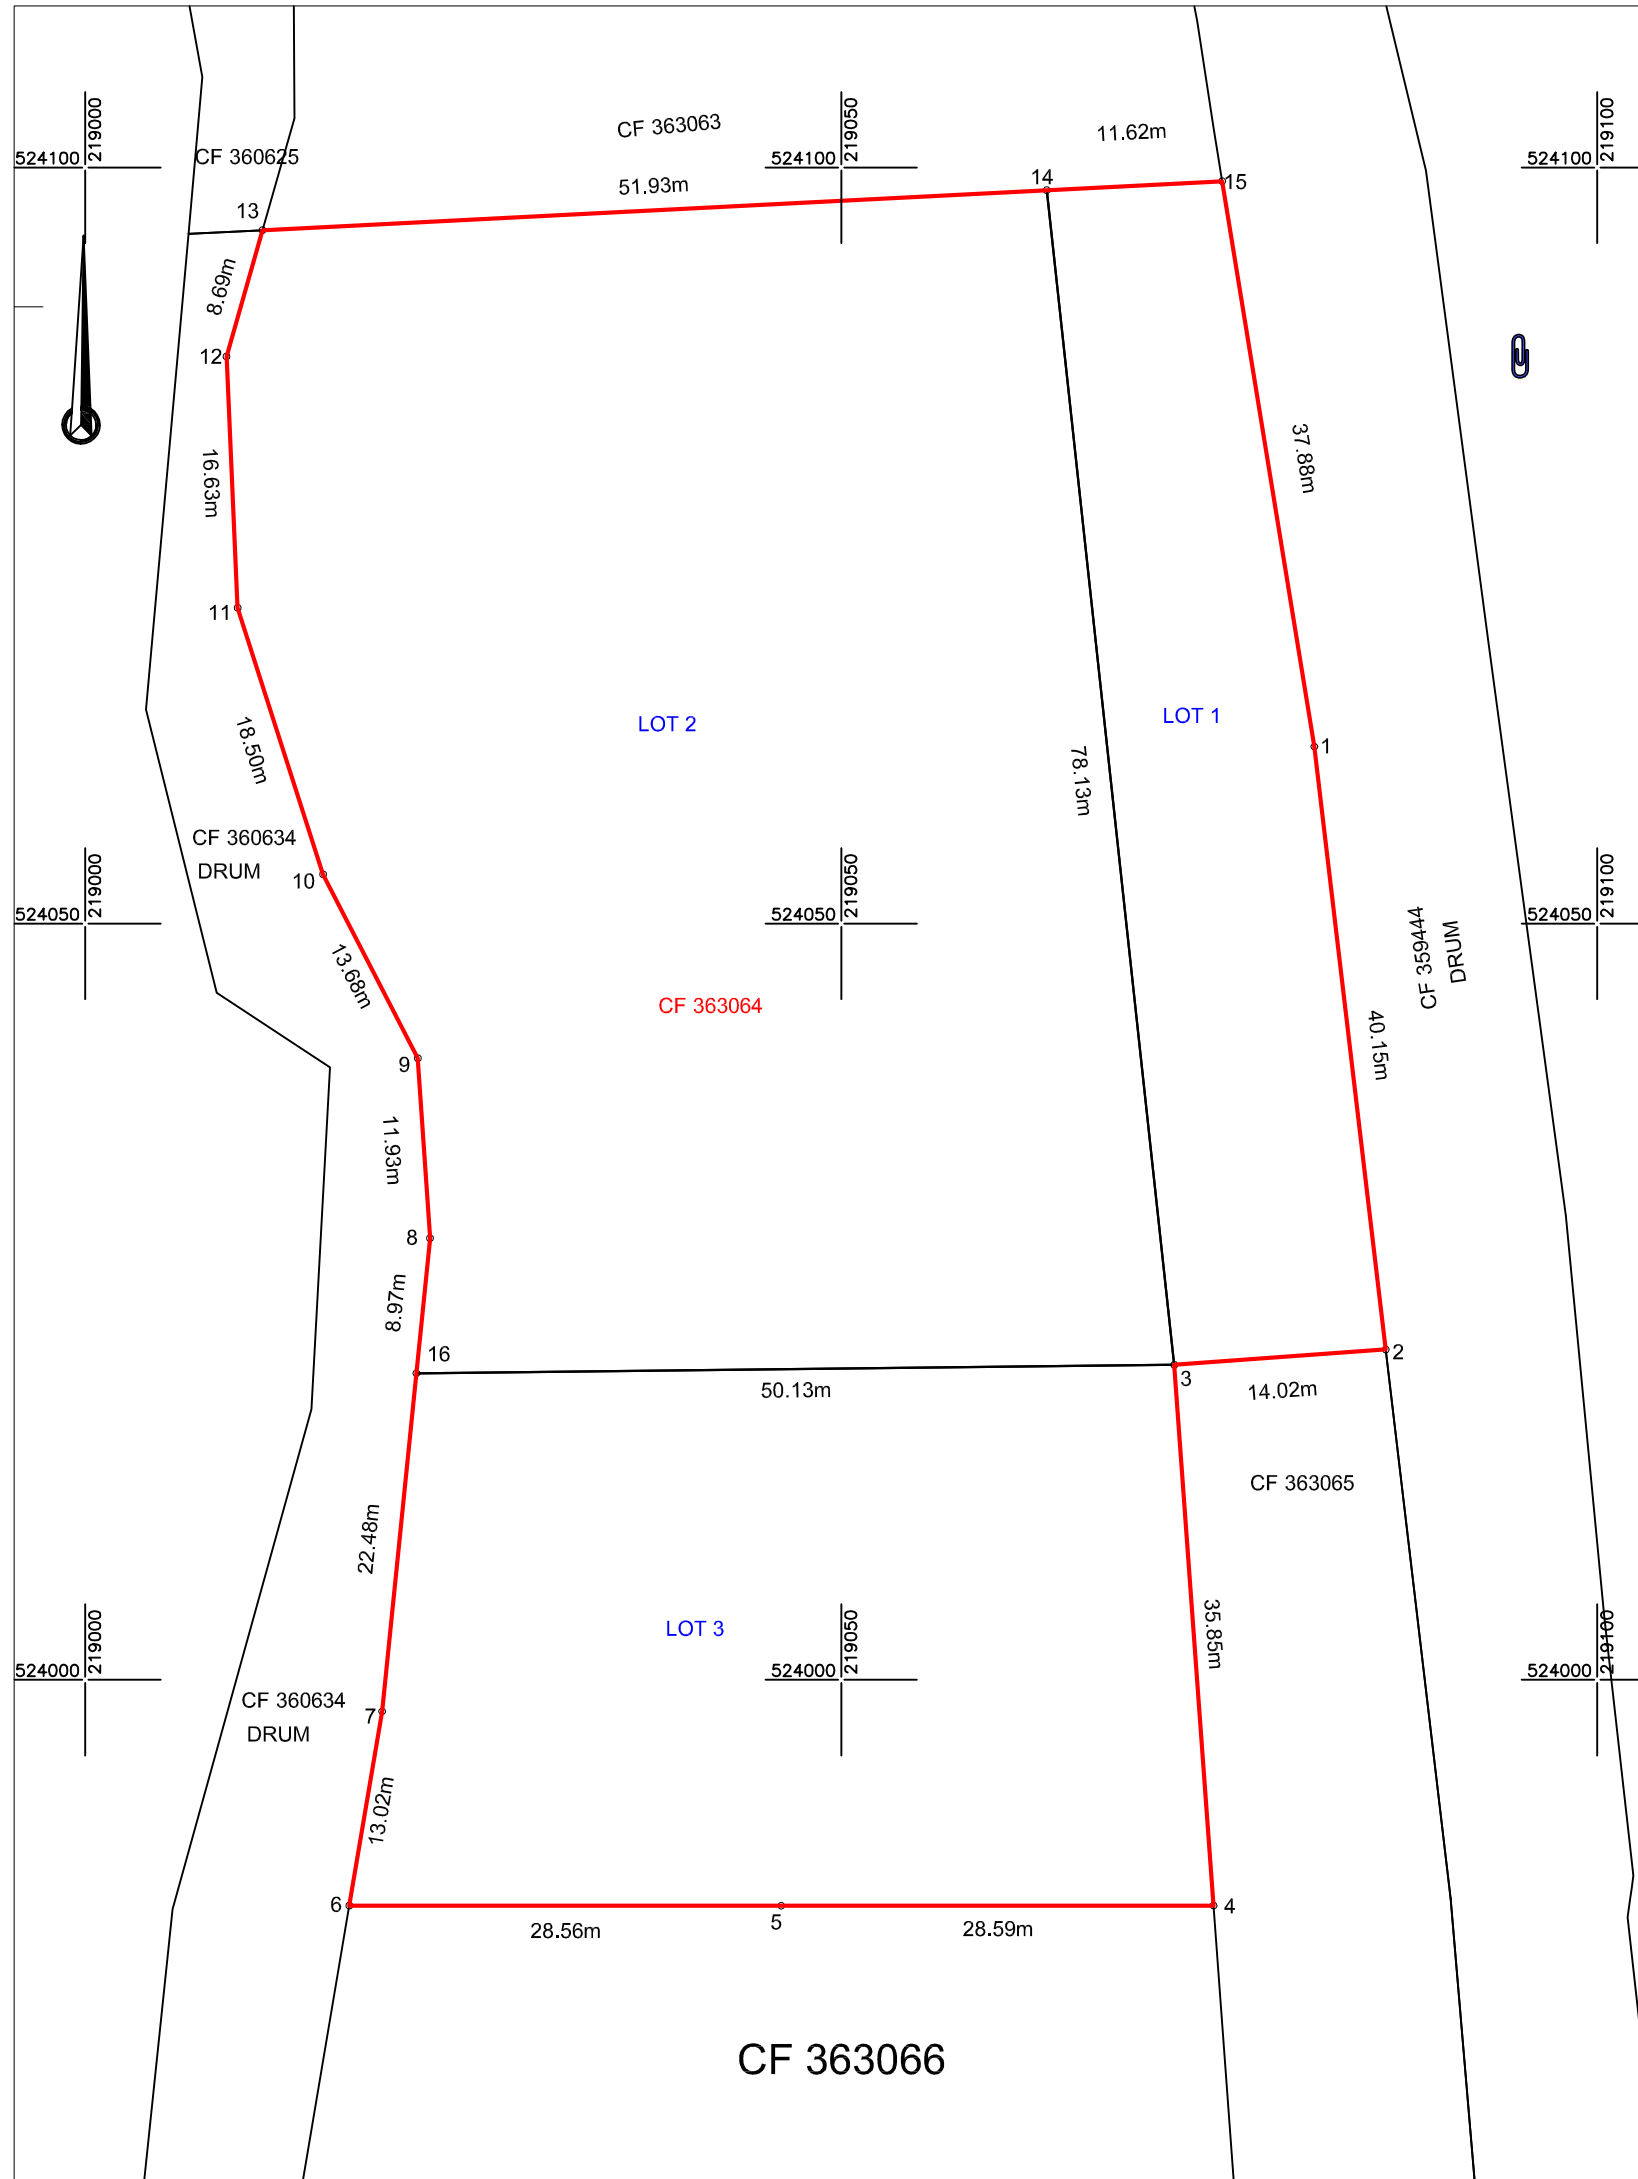 219000
219050
219100
CF 363063
11.62m
524100
CF 360625
524100
524100
51.93m
14
15
13
8.69m
12
37.88m
16.63m
11
LOT 2
LOT 1
1
18.50m
78.13m
CF 360634
DRUM
10
219000
219050
219100
524050
524050
524050
CF 359444
DRUM
13.68m
CF 363064
40.15m
9
11.93m
8
8.97m
16
2
3
50.13m
14.02m
CF 363065
22.48m
LOT 3
35.85m
219000
219050
219100
524000
524000
524000
CF 360634
DRUM
7
13.02m
6
5
4
28.56m
28.59m
CF 363066